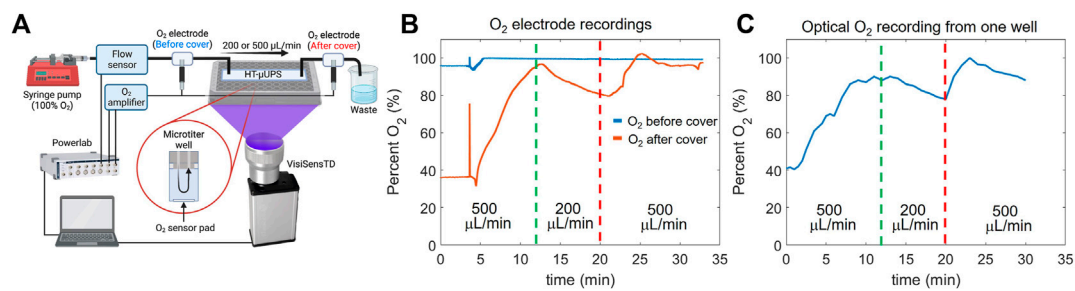 A
O₂ electrode
(Before cover)
200 or 500 µL/min
O₂ electrode
(After cover)
Flow
sensor
HT-µUPS
Syringe pump
(100% O₂)
O₂
amplifier
Waste
Powerlab
Microtiter
well
VisiSensTD
O₂ sensor pad
B
O₂ electrode recordings
Percent O₂ (%)
120
100
80
60
40
20
0
O₂ before cover
O₂ after cover
500
µL/min
200
µL/min
500
µL/min
0 5 10 15 20 25 30 35
time (min)
C
Optical O₂ recording from one well
Percent O₂ (%)
120
100
80
60
40
20
0
500
µL/min
200
µL/min
500
µL/min
0 5 10 15 20 25 30 35
time (min)